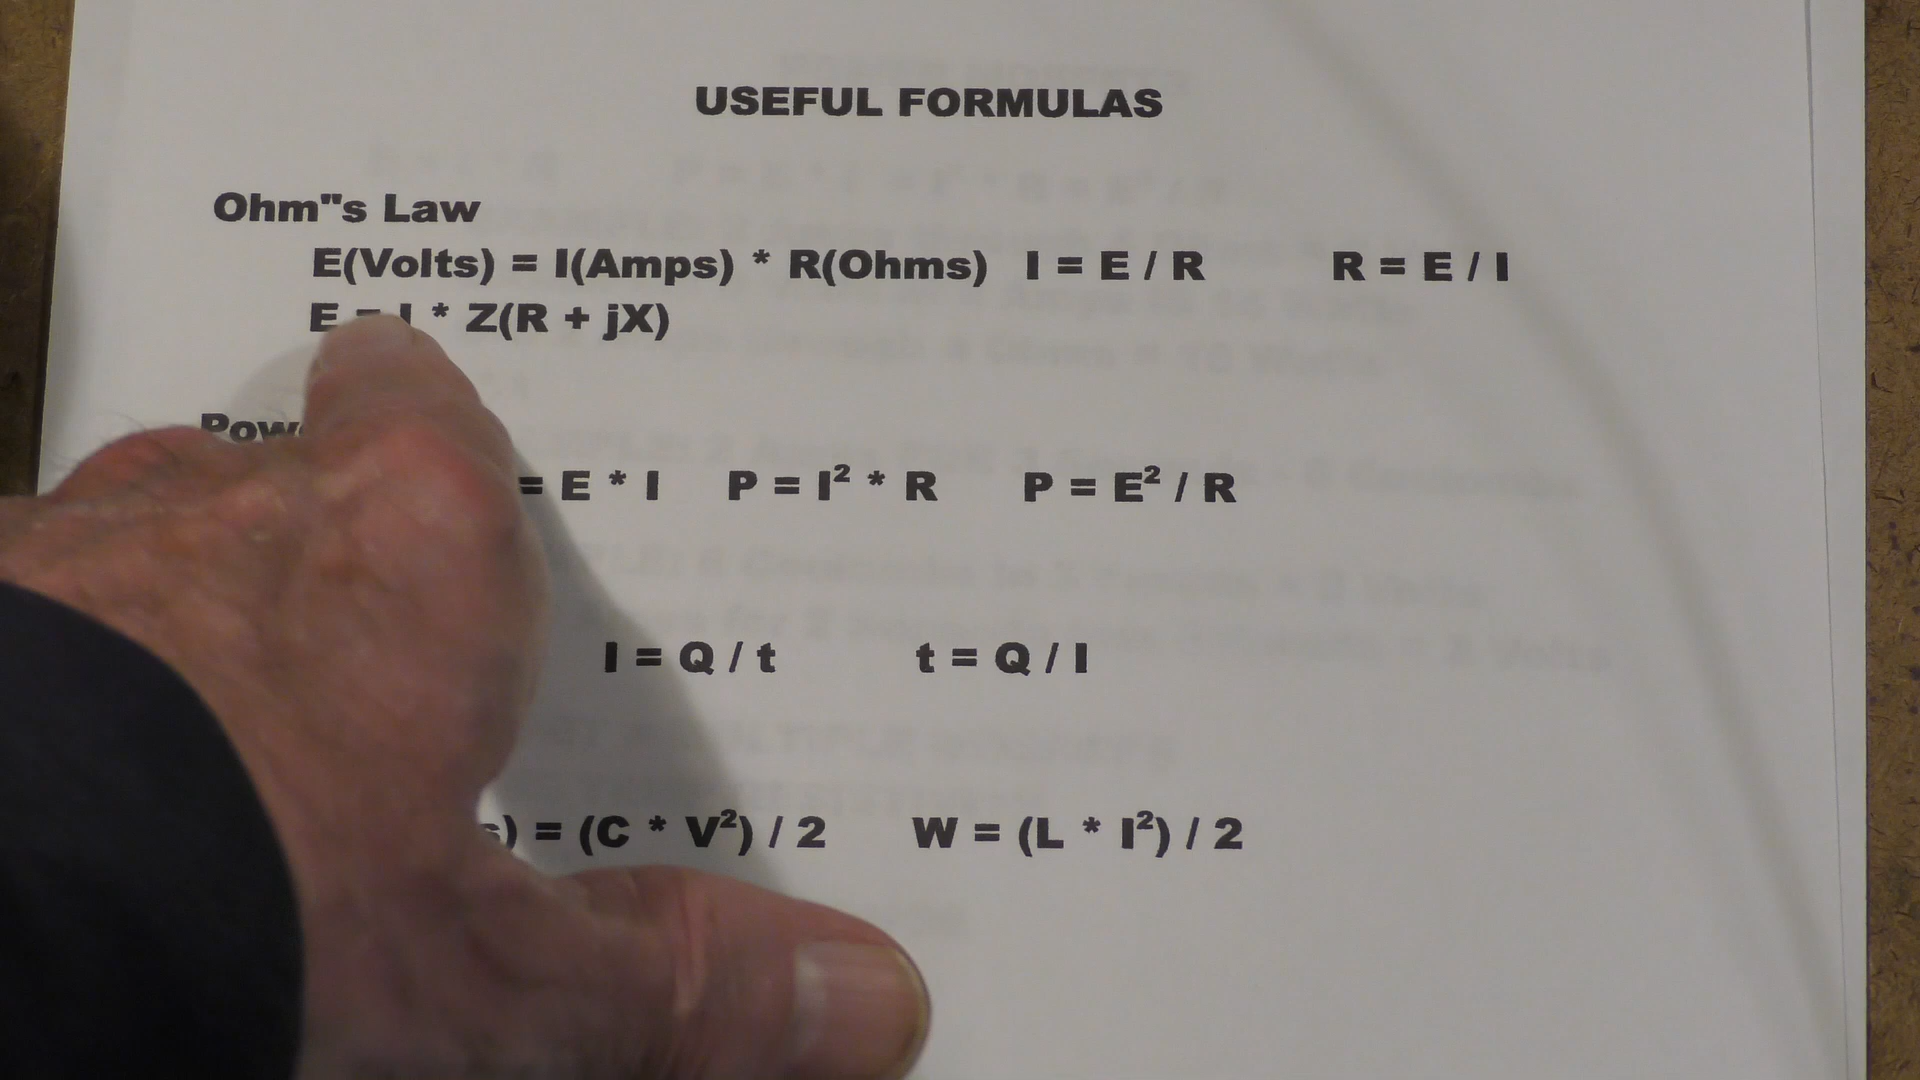 USEFUL FORMULAS
Ohm"s Law
E(Volts) = I(Amps) * R(Ohms) I = E / R R = E / I
E = I * Z(R + jX)
= E * I P = I² * R P = E² / R
I = Q / t t = Q / I
) = (C * V²) / 2 W = (L * I²) / 2